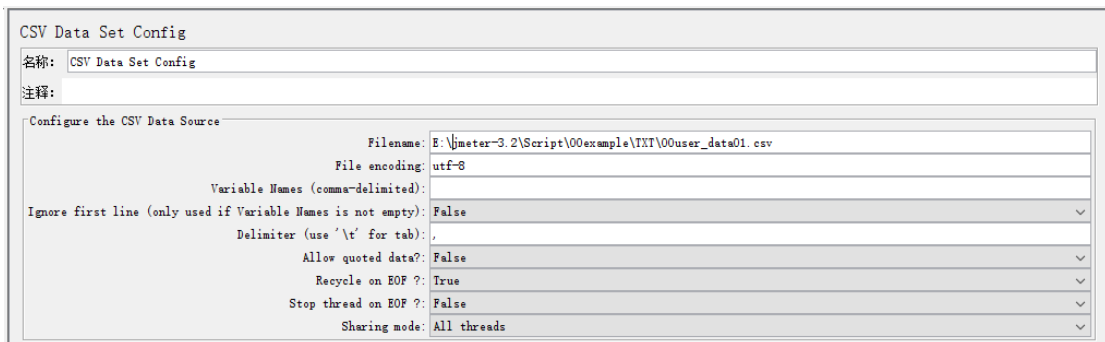 CSV Data Set Config
名称: CSV Data Set Config
注释:
Configure the CSV Data Source
Filename: E:\jmeter-3.2\Script\00example\TXT\00user_data01.csv
File encoding: utf-8
Variable Names (comma-delimited):
Ignore first line (only used if Variable Names is not empty): False
Delimiter (use '\t' for tab): ,
Allow quoted data?: False
Recycle on EOF ?: True
Stop thread on EOF ?: False
Sharing mode: All threads